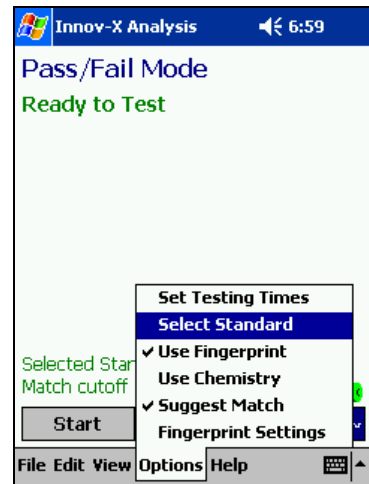 Innov-X Analysis 6:59
Pass/Fail Mode
Ready to Test
Set Testing Times
Select Standard
Use Fingerprint
Use Chemistry
Suggest Match
Fingerprint Settings
Selected Star
Match cutoff
Start
File Edit View Options Help